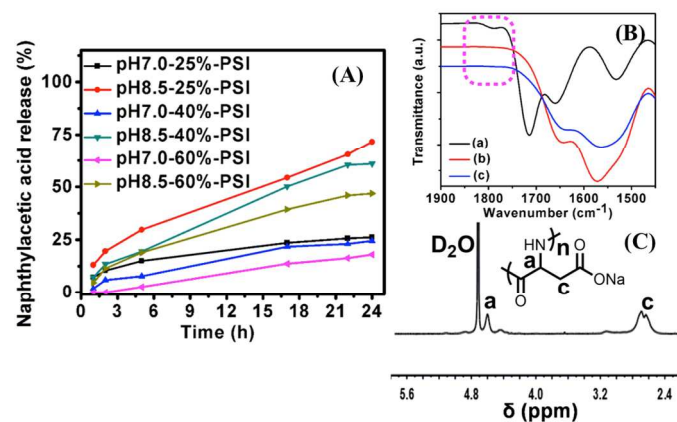 Naphthylacetic acid release (%)
100
75
50
25
0
pH7.0-25%-PSI
pH8.5-25%-PSI
pH7.0-40%-PSI
pH8.5-40%-PSI
pH7.0-60%-PSI
pH8.5-60%-PSI
(A)
0 3 6 9 12 15 18 21 24
Time (h)
Transmittance (a.u.)
(B)
(a)
(b)
(c)
1900 1800 1700 1600 1500
Wavenumber (cm⁻¹)
(C)
D₂O
HN
n
a
O
O
ONa
c
a
c
5.6 4.8 4.0 3.2 2.4
δ (ppm)